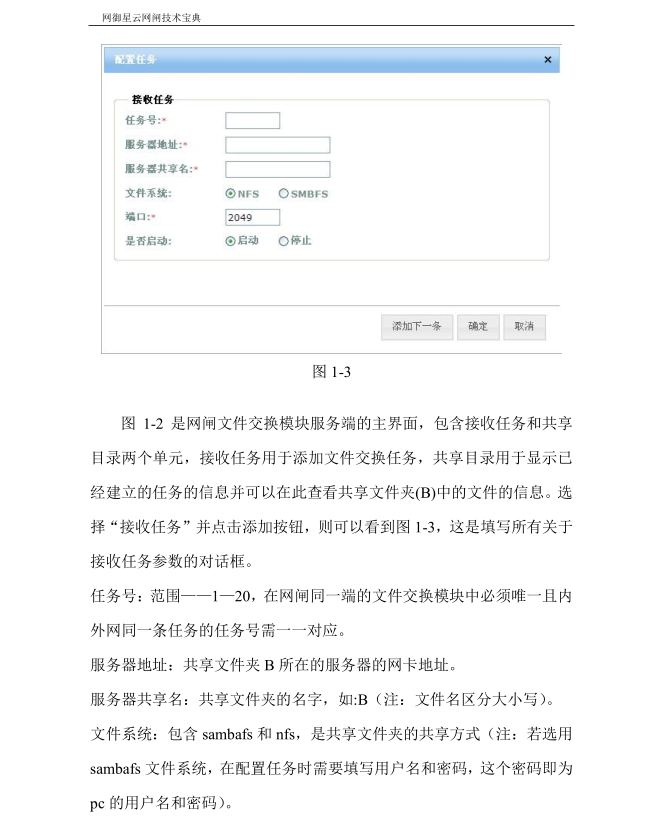 网御星云网闸技术宝典
配置任务 ×
接收任务
任务号:*
服务器地址:*
服务器共享名:*
文件系统: NFS SMBFS
端口:* 2049
是否启动: 启动 停止
添加下一条 确定 取消
图 1-3
图 1-2 是网闸文件交换模块服务端的主界面，包含接收任务和共享
目录两个单元，接收任务用于添加文件交换任务，共享目录用于显示已
经建立的任务的信息并可以在此查看共享文件夹(B)中的文件的信息。选
择“接收任务”并点击添加按钮，则可以看到图 1-3，这是填写所有关于
接收任务参数的对话框。
任务号：范围——1—20，在网闸同一端的文件交换模块中必须唯一且内
外网同一条任务的任务号需一一对应。
服务器地址：共享文件夹 B 所在的服务器的网卡地址。
服务器共享名：共享文件夹的名字，如:B（注：文件名区分大小写）。
文件系统：包含 sambafs 和 nfs，是共享文件夹的共享方式（注：若选用
sambafs 文件系统，在配置任务时需要填写用户名和密码，这个密码即为
pc 的用户名和密码）。